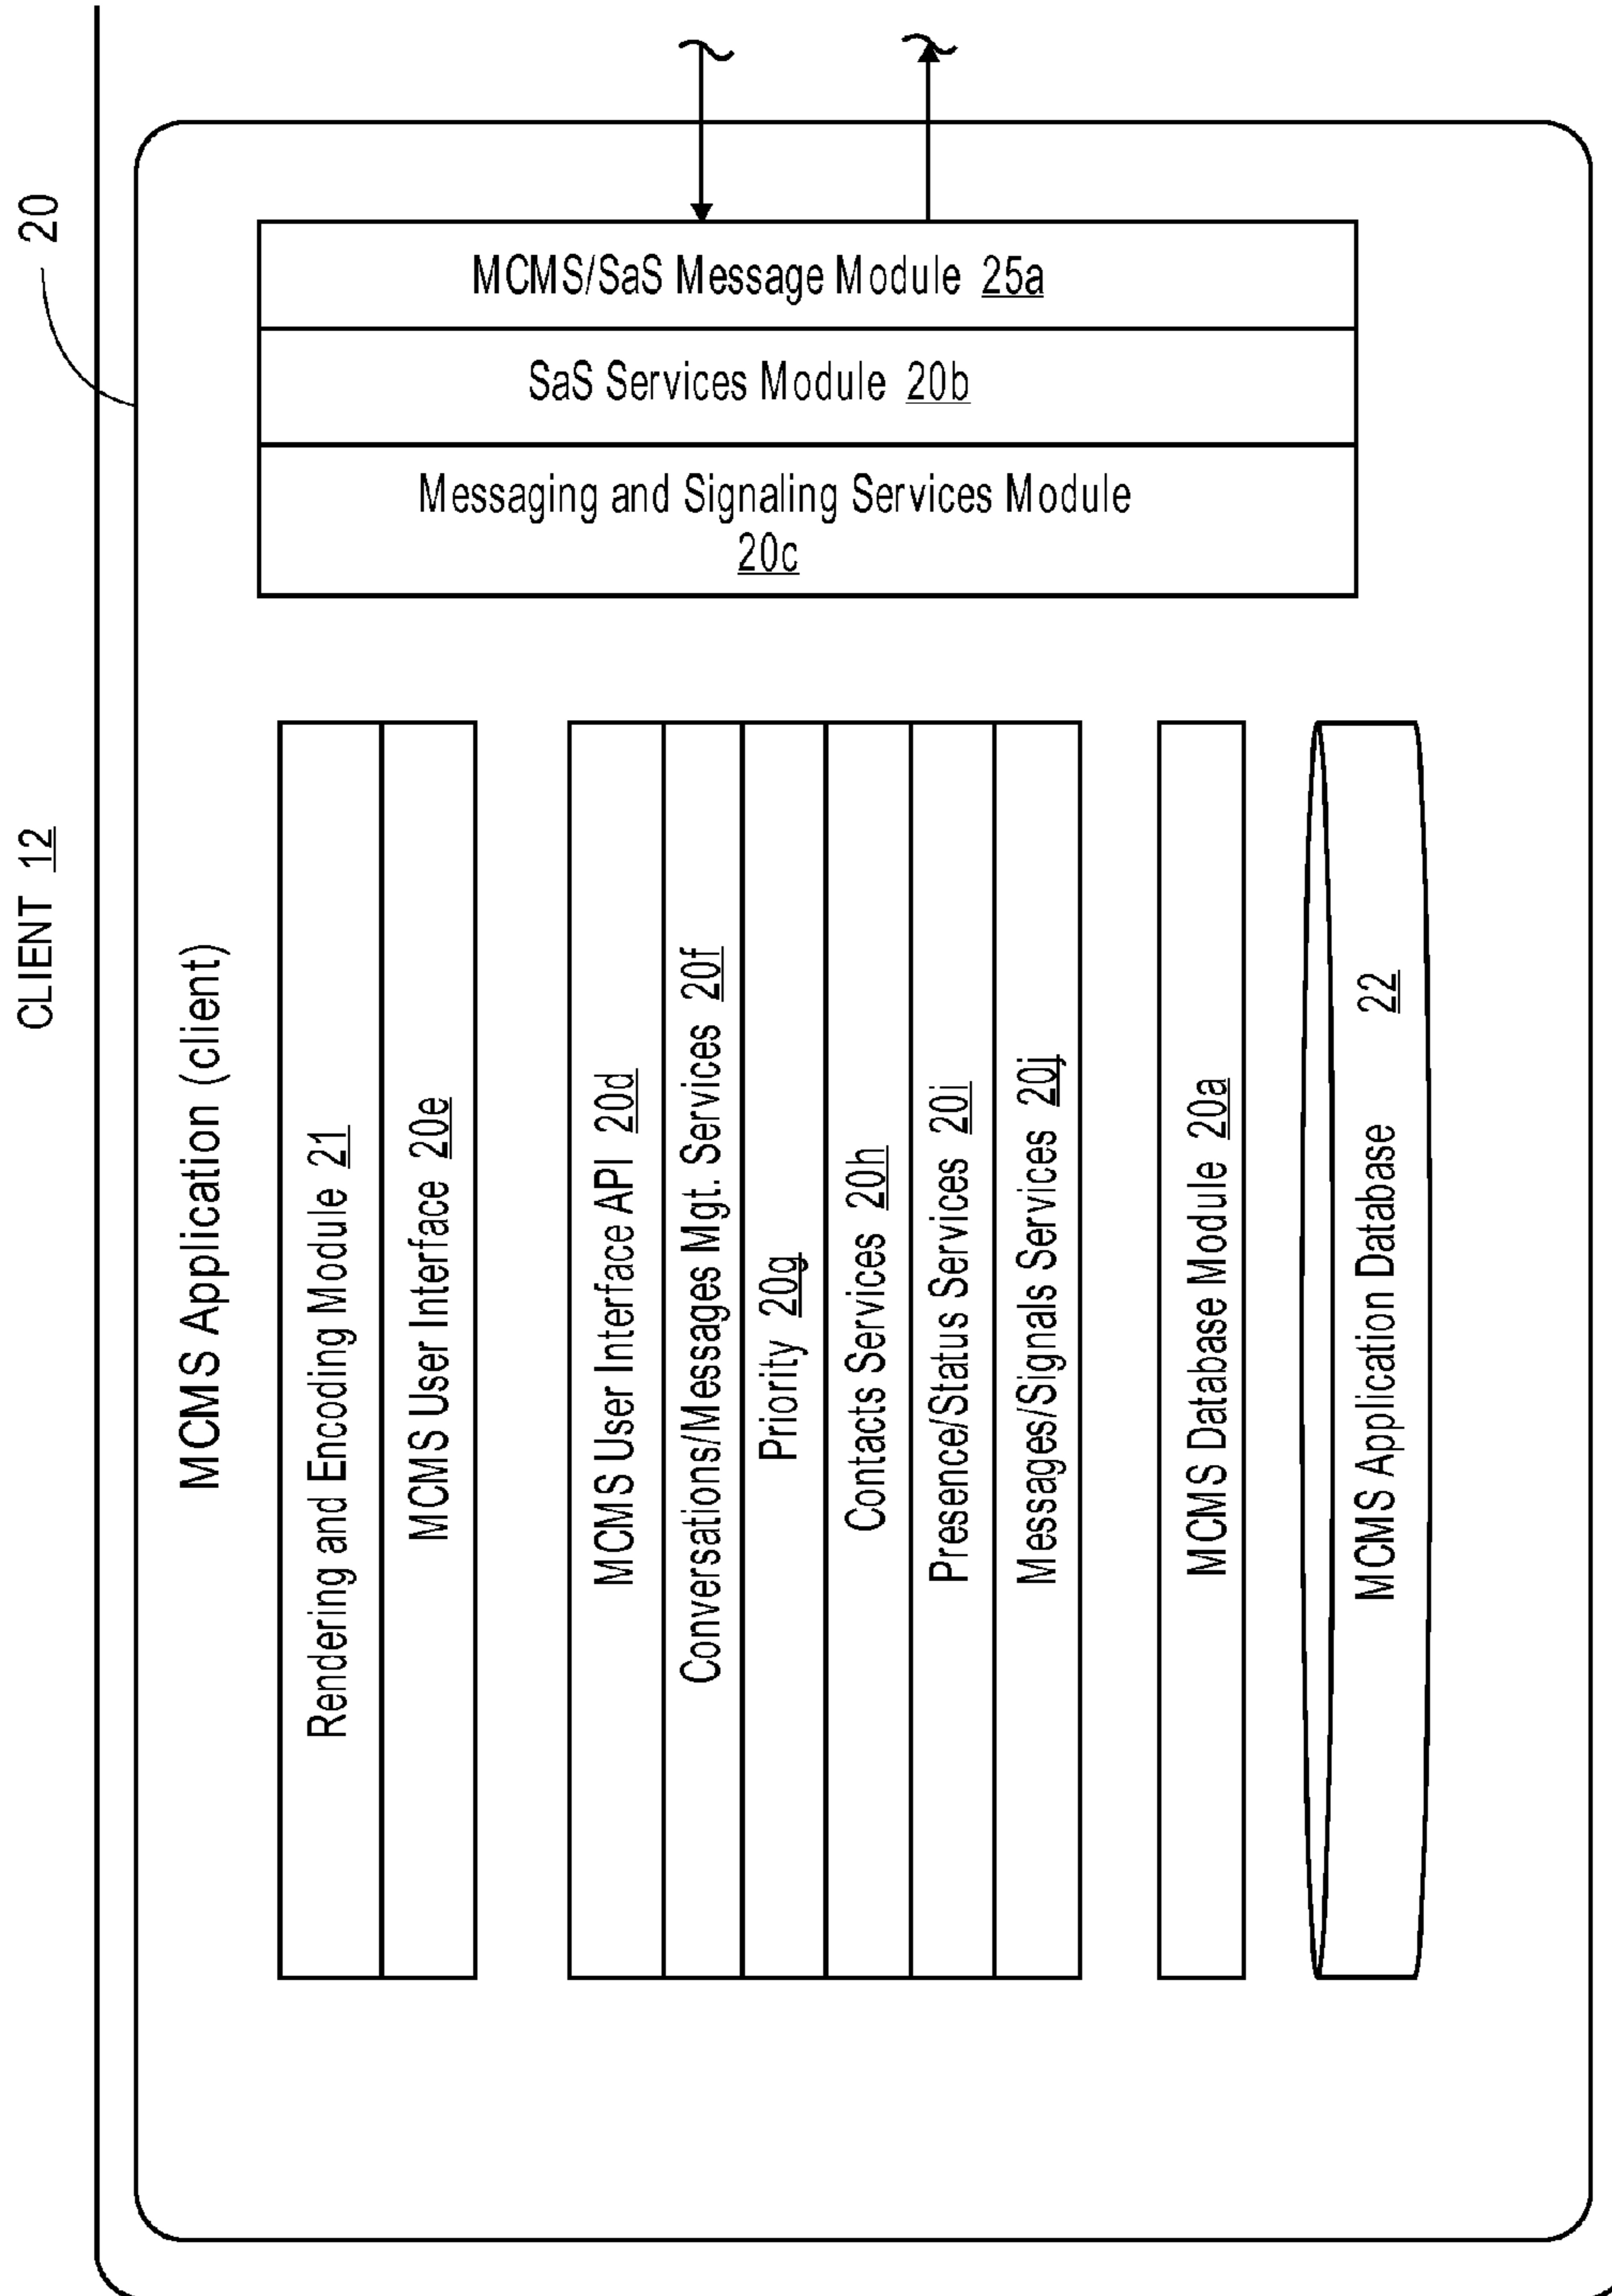 CLIENT 12
20
MCMS Application (client)
Rendering and Encoding Module 21
MCMS User Interface 20e
MCMS User Interface API 20d
Conversations/Messages Mgt. Services 20f
Priority 20g
Contacts Services 20h
Presence/Status Services 20i
Messages/Signals Services 20j
MCMS Database Module 20a
MCMS Application Database 22
MCMS/SaS Message Module 25a
SaS Services Module 20b
Messaging and Signaling Services Module
20c